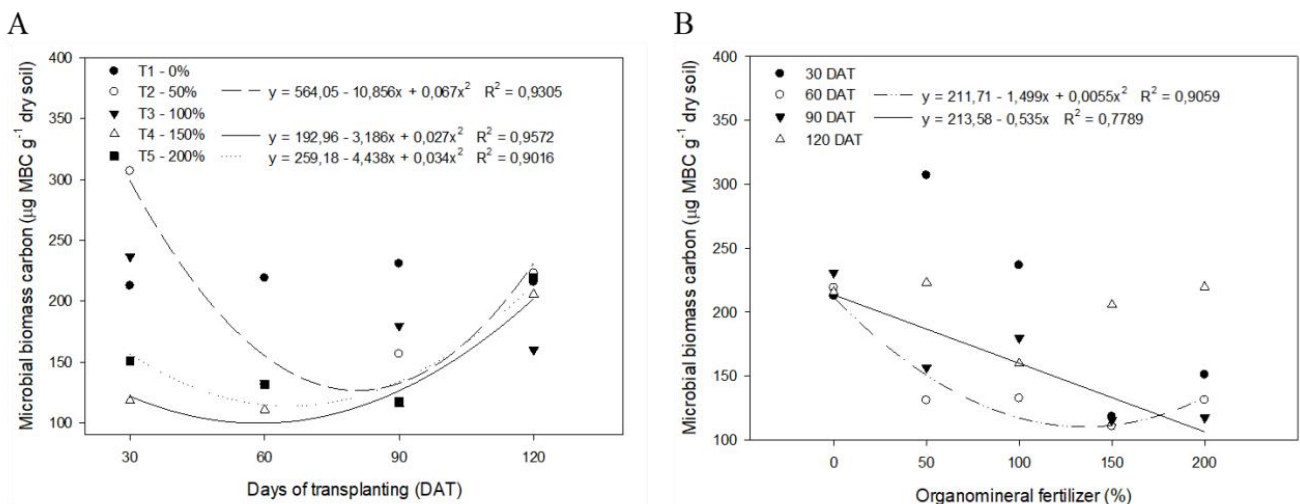 A
Microbial biomass carbon (µg MBC g⁻¹ dry soil)
400
350
300
250
200
150
100
T1 - 0%
T2 - 50% y = 564,05 - 10,856x + 0,067x² R² = 0,9305
T3 - 100%
T4 - 150% y = 192,96 - 3,186x + 0,027x² R² = 0,9572
T5 - 200% y = 259,18 - 4,438x + 0,034x² R² = 0,9016
30 60 90 120
Days of transplanting (DAT)
B
Microbial biomass carbon (µg MBC g⁻¹ dry soil)
400
350
300
250
200
150
100
30 DAT
60 DAT y = 211,71 - 1,499x + 0,0055x² R² = 0,9059
90 DAT y = 213,58 - 0,535x R² = 0,7789
120 DAT
0 50 100 150 200
Organomineral fertilizer (%)